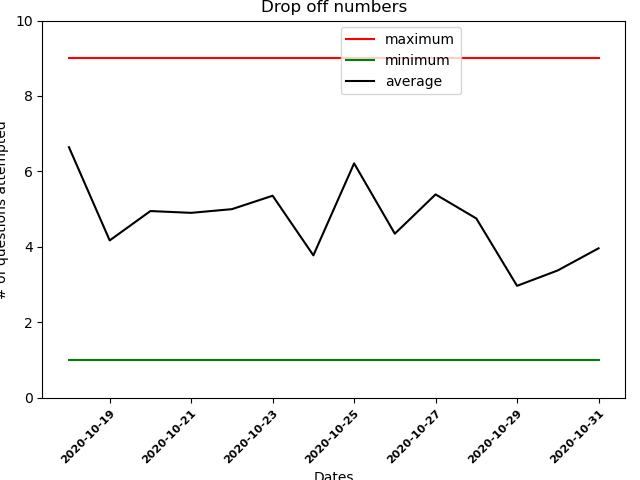 Drop off numbers
# of questions attempted
10
8
6
4
2
0
maximum
minimum
average
2020-10-19
2020-10-21
2020-10-23
2020-10-25
2020-10-27
2020-10-29
2020-10-31
Dates